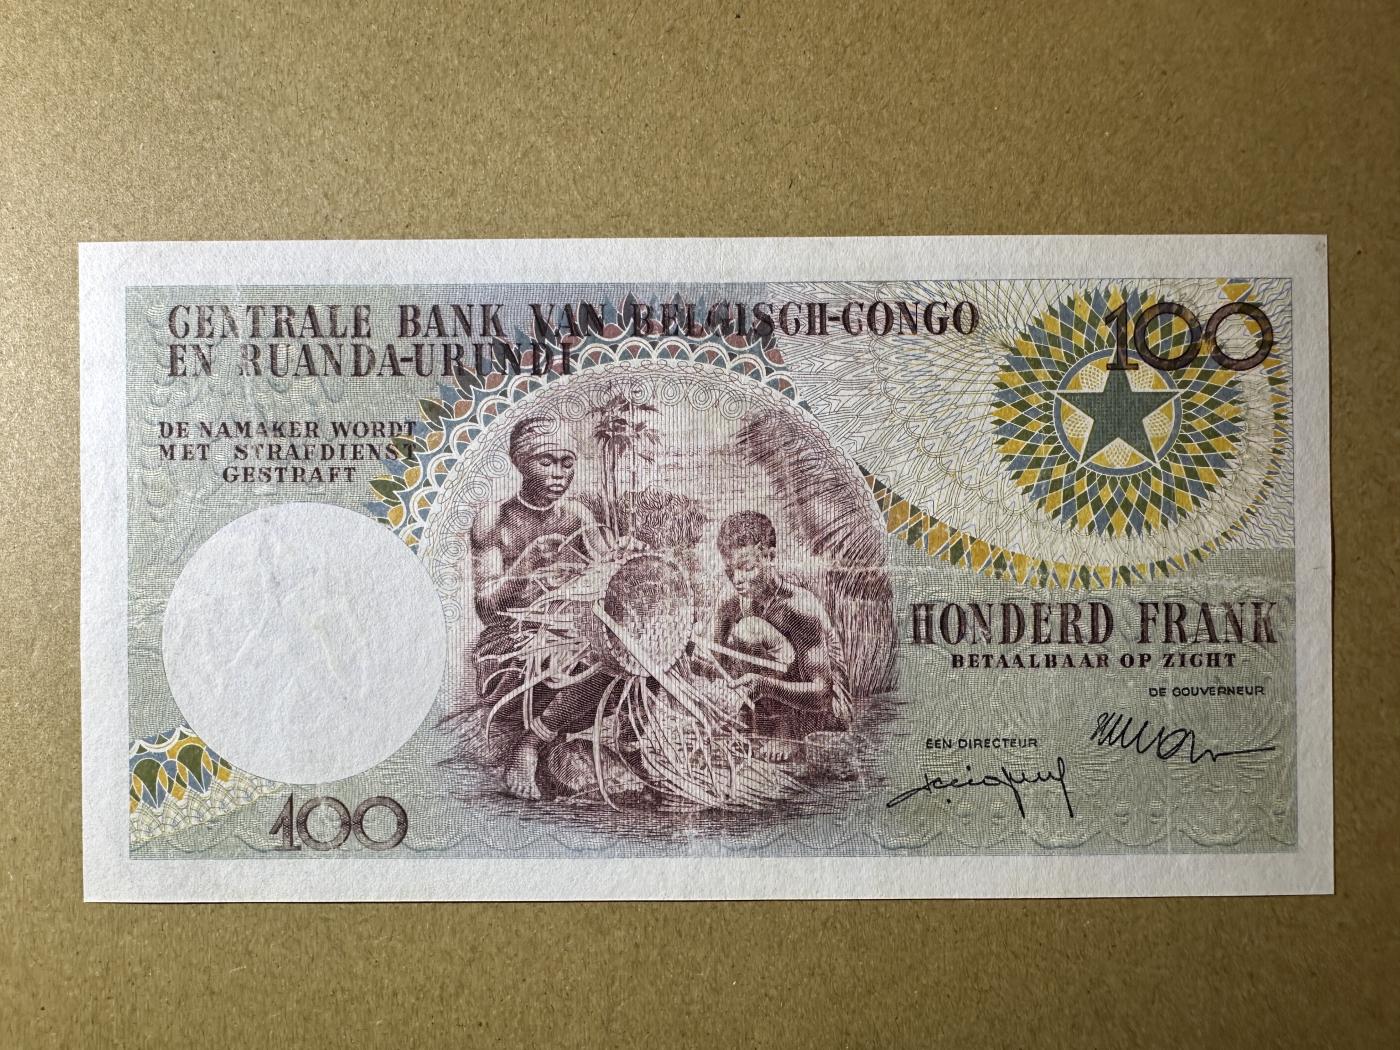 CENTRALE BANK VAN BELGISCH-CONGO
EN RUANDA-URUNDI
100
DE NAMAKER WORDT
MET STRAFDIENST
GESTRAFT
HONDERD FRANK
BETAALBAAR OP ZICHT
DE GOUVERNEUR
EEN DIRECTEUR
100